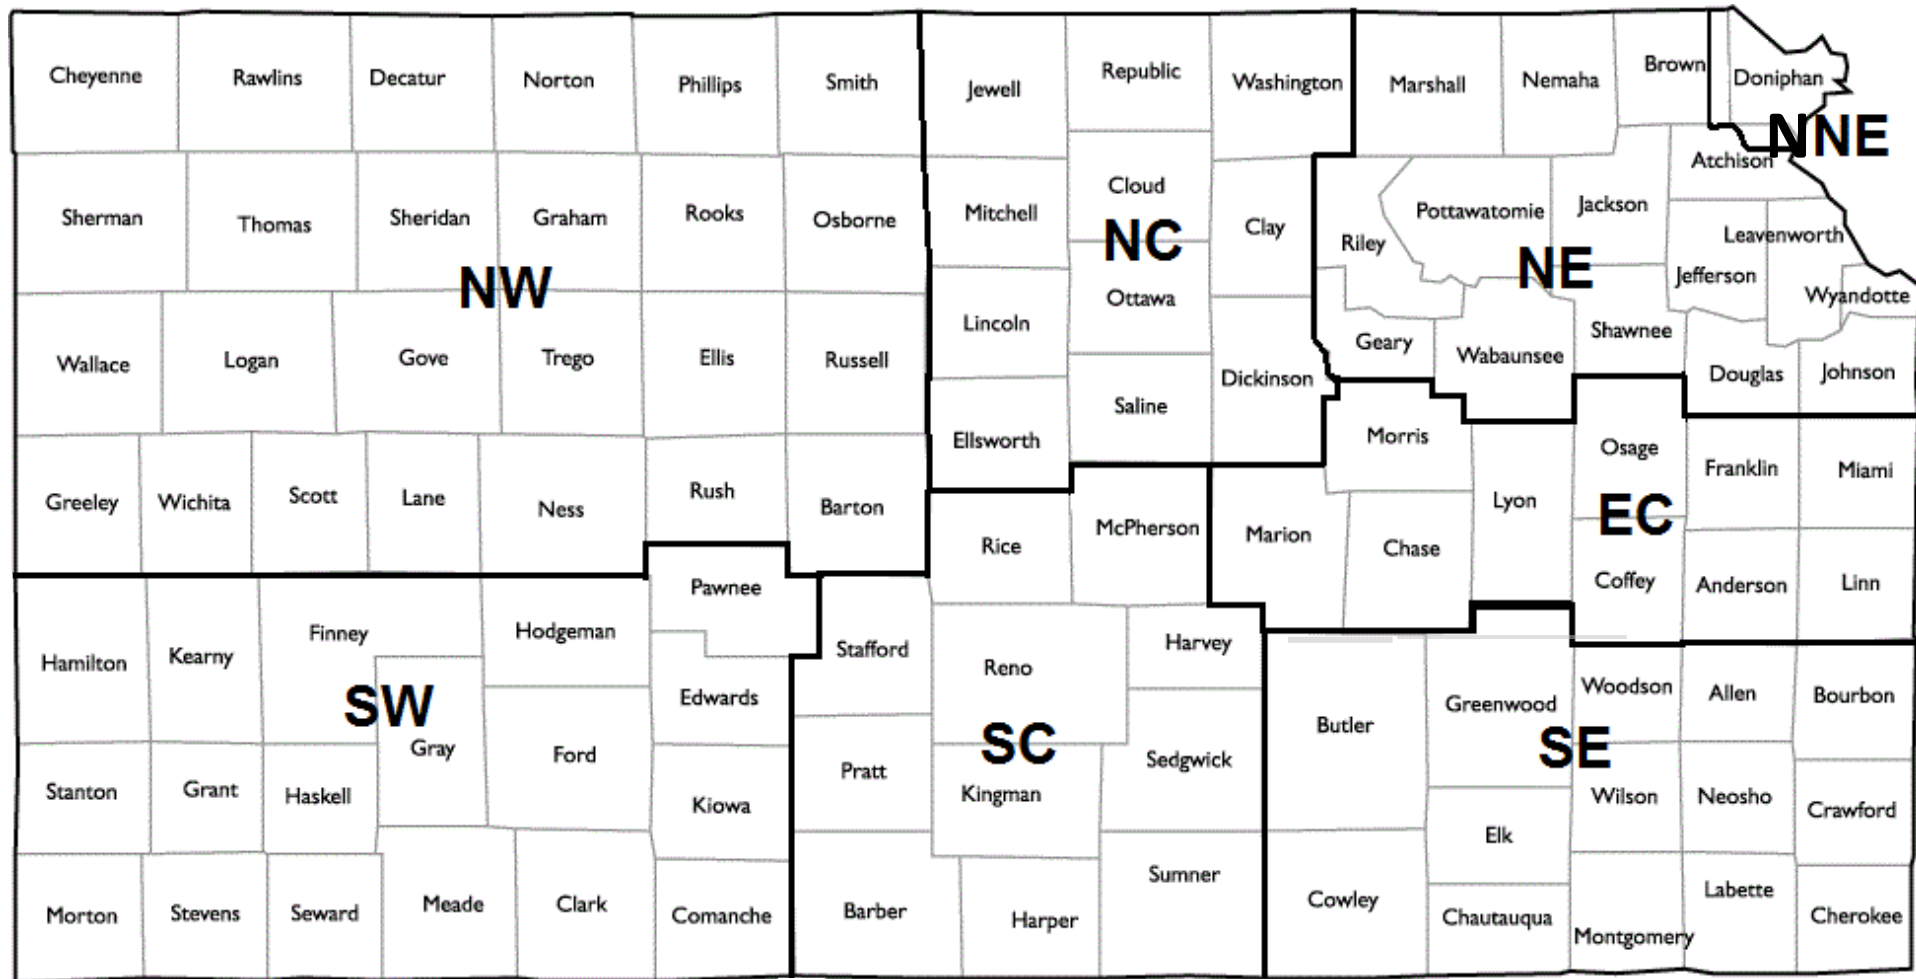 Cheyenne
Rawlins
Decatur
Norton
Phillips
Smith
Jewell
Republic
Washington
Marshall
Nemaha
Brown
Doniphan
NNE
Atchison
Sherman
Thomas
Sheridan
Graham
Rooks
Osborne
Mitchell
Cloud
Clay
Riley
Pottawatomie
Jackson
Leavenworth
Jefferson
Wyandotte
NW
NC
NE
Wallace
Logan
Gove
Trego
Ellis
Russell
Lincoln
Ottawa
Dickinson
Geary
Wabaunsee
Shawnee
Douglas
Johnson
Ellsworth
Saline
Morris
Osage
Franklin
Miami
Greeley
Wichita
Scott
Lane
Ness
Rush
Barton
Rice
McPherson
Marion
Chase
Lyon
EC
Coffey
Anderson
Linn
Hamilton
Kearny
Finney
Hodgeman
Pawnee
Stafford
Reno
Harvey
Edwards
SW
Gray
Ford
SC
Sedgwick
Butler
Greenwood
Woodson
Allen
Bourbon
SE
Stanton
Grant
Haskell
Kiowa
Pratt
Kingman
Elk
Wilson
Neosho
Crawford
Morton
Stevens
Seward
Meade
Clark
Comanche
Barber
Harper
Sumner
Cowley
Chautauqua
Montgomery
Labette
Cherokee